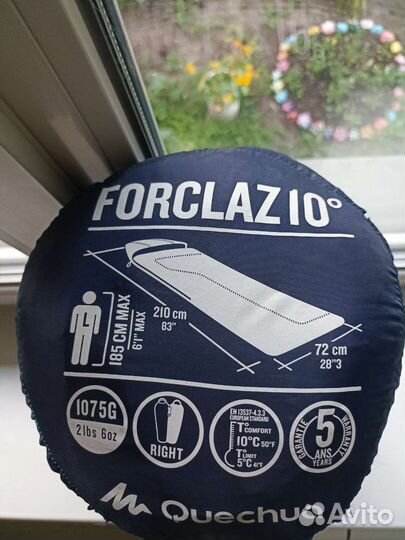 FORCLAZ 10°
185 CM MAX
6'1" MAX
210 cm
83"
72 cm
28"3
1075G
2lbs 6oz
RIGHT
EN 13537-4.3.3
EUROPEAN STANDARD
T° COMFORT
10°C 50°F
T° LIMIT
5°C 41°F
GARANTIE
5
ANS
YEARS
WARRANTY
Quechua
Avito